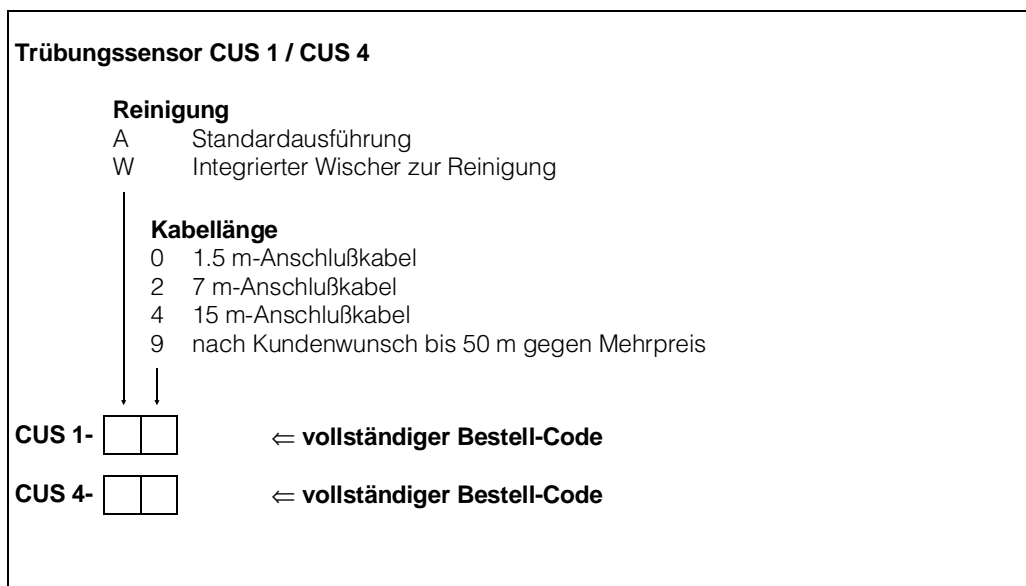 Trübungssensor CUS 1 / CUS 4
Reinigung
A Standardausführung
W Integrierter Wischer zur Reinigung
Kabellänge
0 1.5 m-Anschlußkabel
2 7 m-Anschlußkabel
4 15 m-Anschlußkabel
9 nach Kundenwunsch bis 50 m gegen Mehrpreis
CUS 1- ⇐ vollständiger Bestell-Code
CUS 4- ⇐ vollständiger Bestell-Code